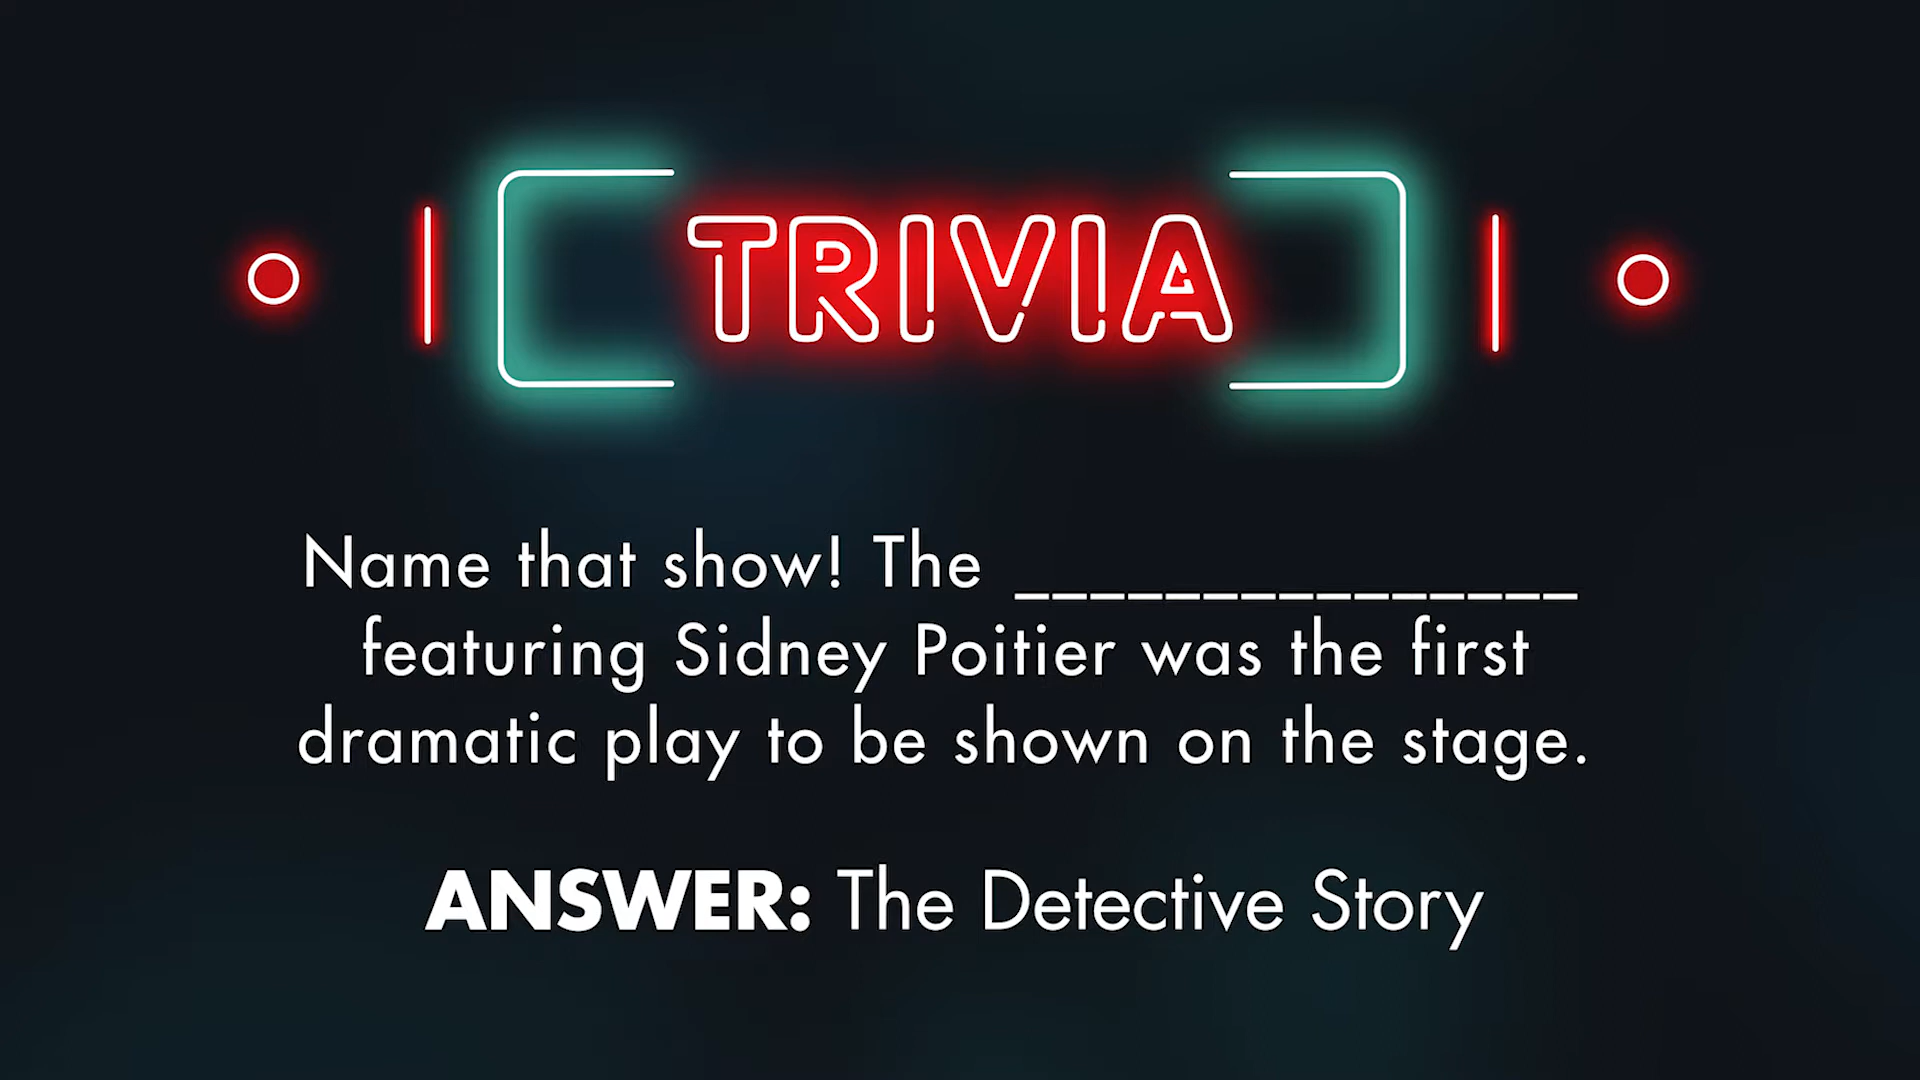 TRIVIA
Name that show! The _______________
featuring Sidney Poitier was the first
dramatic play to be shown on the stage.
ANSWER: The Detective Story